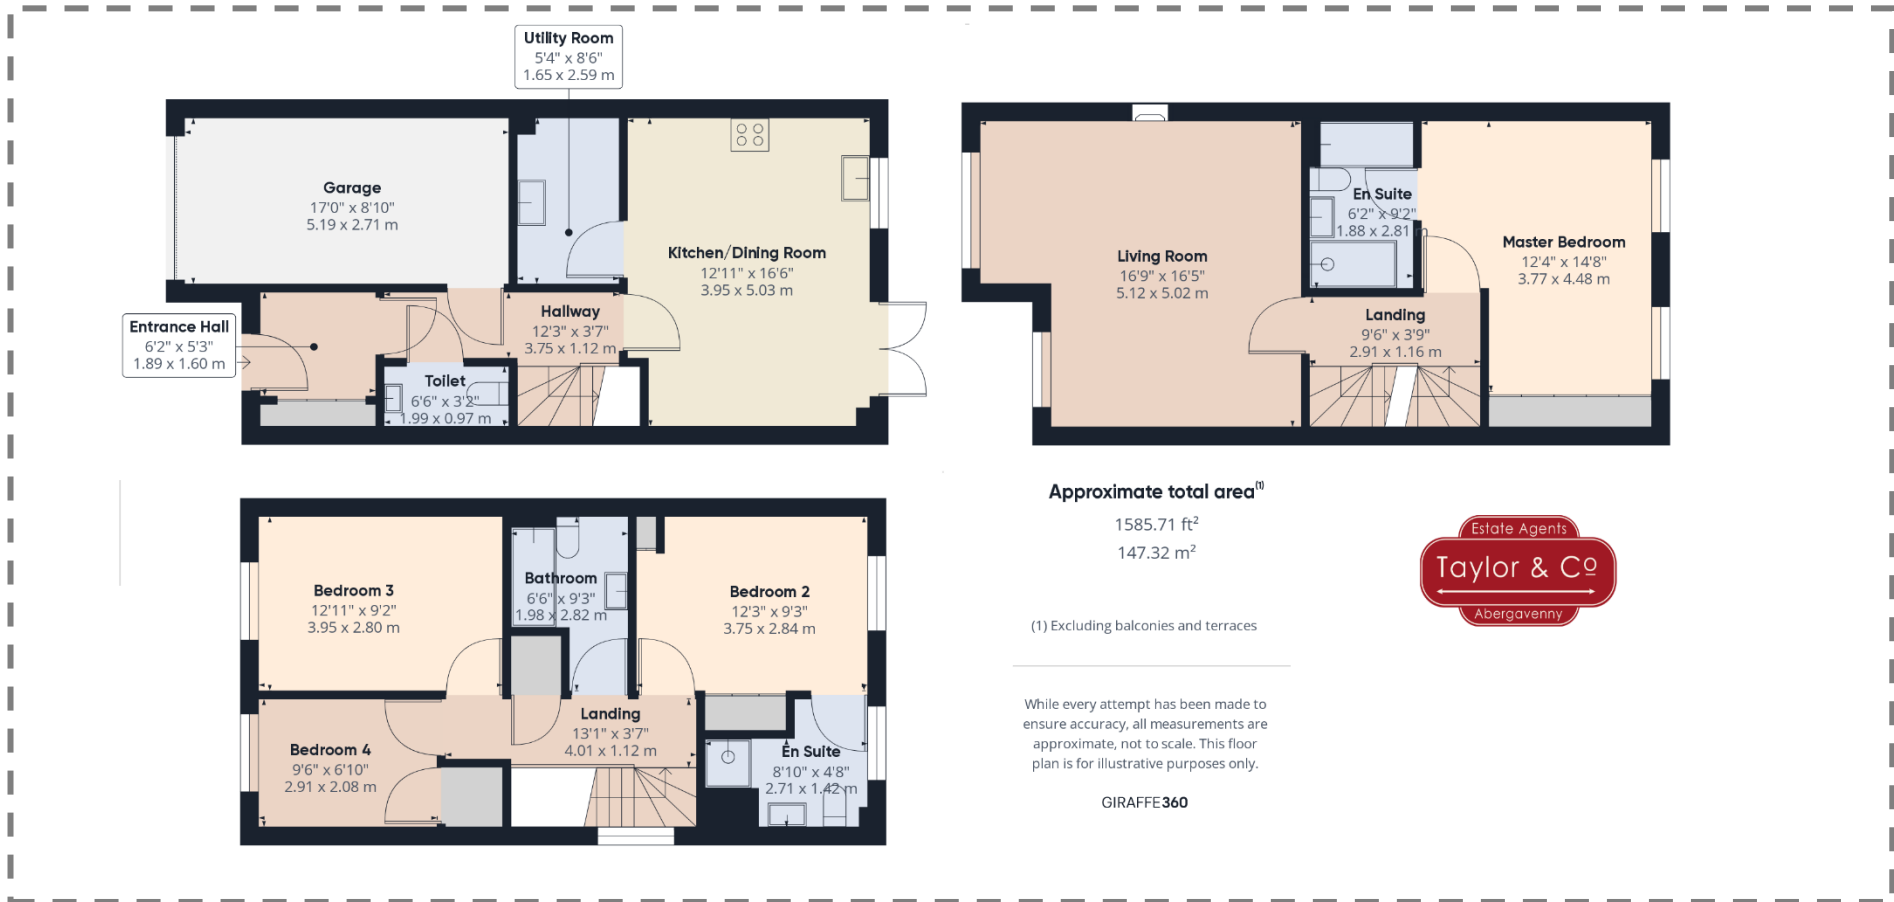 Utility Room
5'4" x 8'6"
1.65 x 2.59 m
Garage
17'0" x 8'10"
5.19 x 2.71 m
Kitchen/Dining Room
12'11" x 16'6"
3.95 x 5.03 m
Entrance Hall
6'2" x 5'3"
1.89 x 1.60 m
Hallway
12'3" x 3'7"
3.75 x 1.12 m
Toilet
6'6" x 3'2"
1.99 x 0.97 m
Living Room
16'9" x 16'5"
5.12 x 5.02 m
En Suite
6'2" x 9'2"
1.88 x 2.81 m
Master Bedroom
12'4" x 14'8"
3.77 x 4.48 m
Landing
9'6" x 3'9"
2.91 x 1.16 m
Bedroom 3
12'11" x 9'2"
3.95 x 2.80 m
Bathroom
6'6" x 9'3"
1.98 x 2.82 m
Bedroom 2
12'3" x 9'3"
3.75 x 2.84 m
Bedroom 4
9'6" x 6'10"
2.91 x 2.08 m
Landing
13'1" x 3'7"
4.01 x 1.12 m
En Suite
8'10" x 4'8"
2.71 x 1.42 m
Approximate total area(1)
1585.71 ft²
147.32 m²
(1) Excluding balconies and terraces
While every attempt has been made to
ensure accuracy, all measurements are
approximate, not to scale. This floor
plan is for illustrative purposes only.
GIRAFFE360
Estate Agents
Taylor & Co
Abergavenny